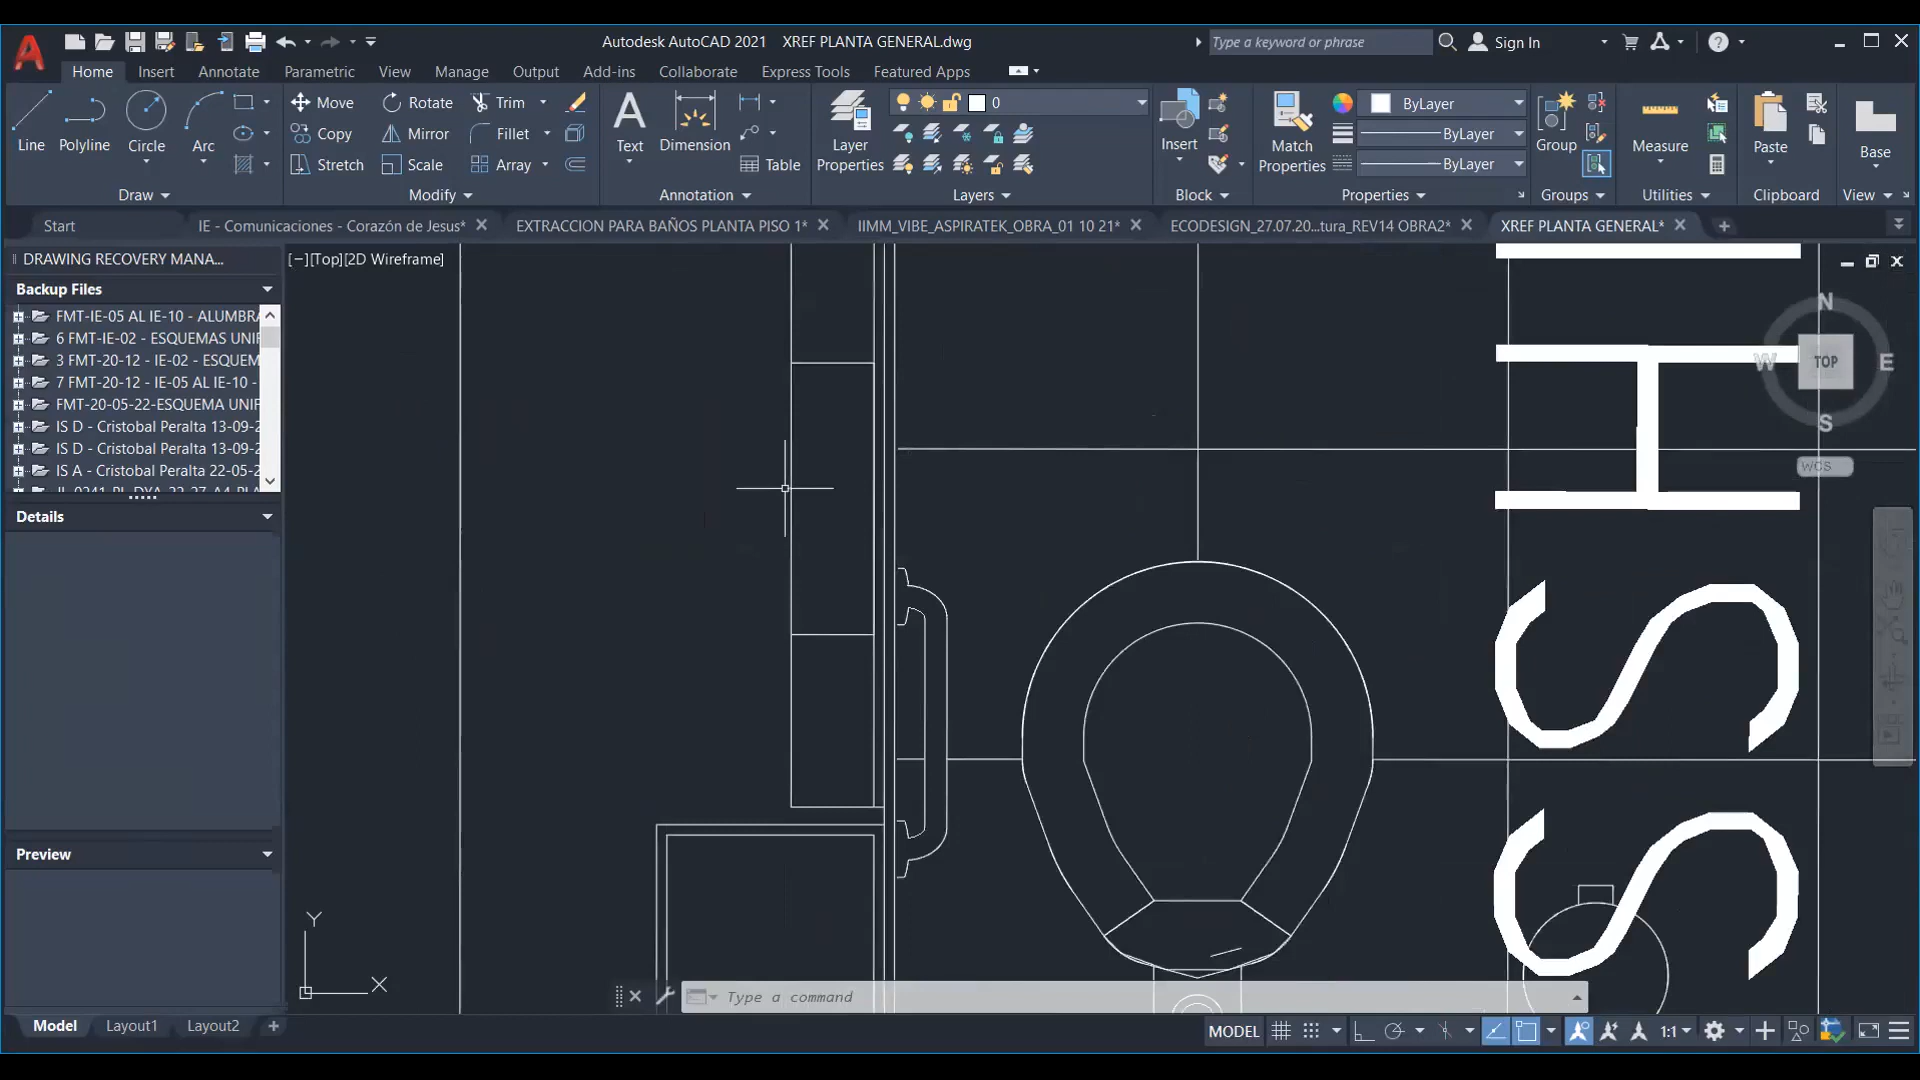 Autodesk AutoCAD 2021 XREF PLANTA GENERAL.dwg
Type a keyword or phrase
Sign In
Home Insert Annotate Parametric View Manage Output Add-ins Collaborate Express Tools Featured Apps
Line
Polyline
Circle
Arc
Draw
Move
Rotate
Trim
Copy
Mirror
Fillet
Stretch
Scale
Array
Modify
Text
Dimension
Table
Annotation
Layer Properties
0
Layers
Insert
Block
Match Properties
ByLayer
ByLayer
ByLayer
Properties
Group
Groups
Measure
Utilities
Paste
Clipboard
Base
View
Start
IE - Comunicaciones - Corazón de Jesus*
EXTRACCION PARA BAÑOS PLANTA PISO 1*
IIMM_VIBE_ASPIRATEK_OBRA_01 10 21*
ECODESIGN_27.07.20...tura_REV14 OBRA2*
XREF PLANTA GENERAL*
DRAWING RECOVERY MANA...
Backup Files
FMT-IE-05 AL IE-10 - ALUMBRA
6 FMT-IE-02 - ESQUEMAS UNIF
3 FMT-20-12 - IE-02 - ESQUEM
7 FMT-20-12 - IE-05 AL IE-10 -
FMT-20-05-22-ESQUEMA UNIF
IS D - Cristobal Peralta 13-09-2
IS D - Cristobal Peralta 13-09-2
IS A - Cristobal Peralta 22-05-2
Details
Preview
[−][Top][2D Wireframe]
N
W TOP E
S
WCS
SSH
Y
X
Type a command
Model Layout1 Layout2
MODEL
1:1